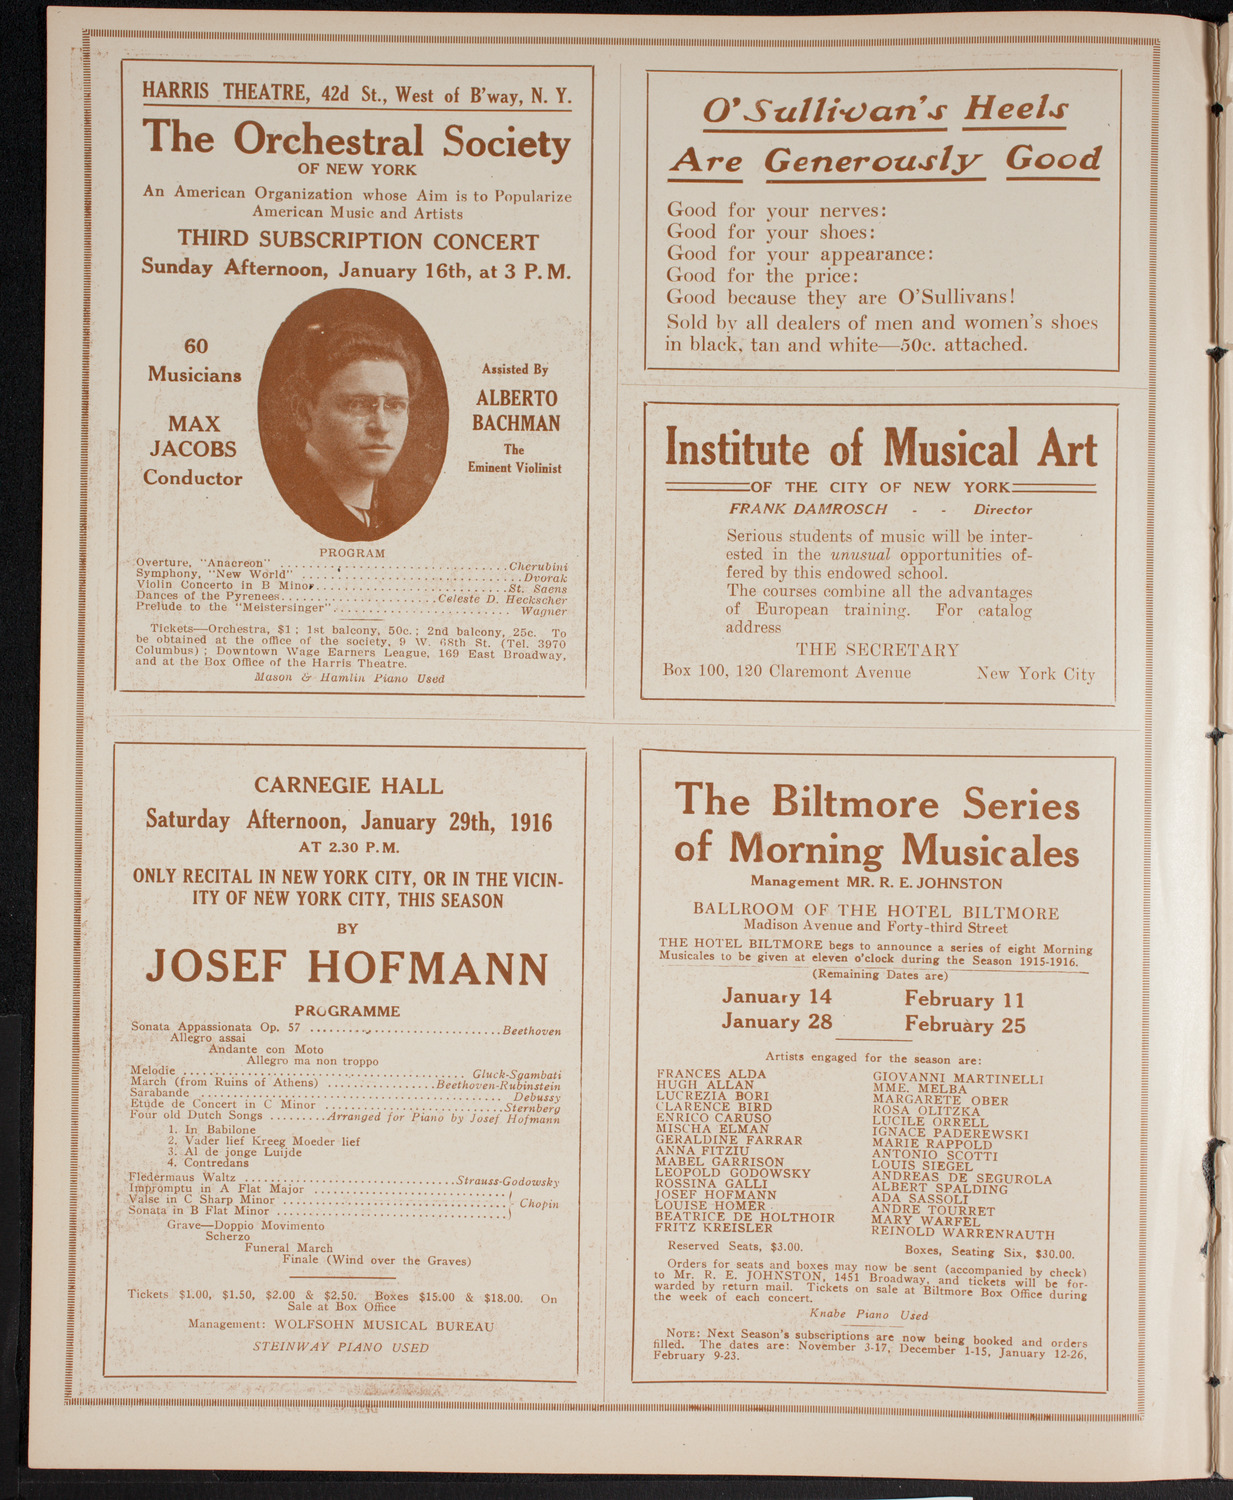 HARRIS THEATRE, 42d St., West of B'way, N. Y.
The Orchestral Society
OF NEW YORK
An American Organization whose Aim is to Popularize
American Music and Artists
THIRD SUBSCRIPTION CONCERT
Sunday Afternoon, January 16th, at 3 P. M.
60
Musicians
MAX
JACOBS
Conductor
Assisted By
ALBERTO
BACHMAN
The
Eminent Violinist
PROGRAM
Overture, "Anacreon" ..............................Cherubini
Symphony, "New World" ..............................Dvorak
Violin Concerto in B Minor..............................St. Saens
Dances of the Pyrenees....................Celeste D. Heckscher
Prelude to the "Meistersinger"......................... Wagner
Tickets—Orchestra, $1; 1st balcony, 50c.; 2nd balcony, 25c. To
be obtained at the office of the society, 9 W. 68th St. (Tel. 3970
Columbus); Downtown Wage Earners League, 169 East Broadway,
and at the Box Office of the Harris Theatre.
Mason & Hamlin Piano Used
O'Sullivan's Heels
Are Generously Good
Good for your nerves:
Good for your shoes:
Good for your appearance:
Good for the price:
Good because they are O'Sullivans!
Sold by all dealers of men and women's shoes
in black, tan and white—50c. attached.
Institute of Musical Art
OF THE CITY OF NEW YORK
FRANK DAMROSCH - - Director
Serious students of music will be inter-
ested in the unusual opportunities of-
fered by this endowed school.
The courses combine all the advantages
of European training. For catalog
address
THE SECRETARY
Box 100, 120 Claremont Avenue New York City
CARNEGIE HALL
Saturday Afternoon, January 29th, 1916
AT 2.30 P. M.
ONLY RECITAL IN NEW YORK CITY, OR IN THE VICIN-
ITY OF NEW YORK CITY, THIS SEASON
BY
JOSEF HOFMANN
PROGRAMME
Sonata Appassionata Op. 57 ..............................Beethoven
Allegro assai
Andante con Moto
Allegro ma non troppo
Melodie .............................................. Gluck-Sgambati
March (from Ruins of Athens) ................Beethoven-Rubinstein
Sarabande .................................................. Debussy
Etude de Concert in C Minor ..............................Sternberg
Four old Dutch Songs .........Arranged for Piano by Josef Hofmann
1. In Babilone
2. Vader lief Kreeg Moeder lief
3. Al de jonge Luijde
4. Contredans
Fledermaus Waltz ..................................Strauss-Godowsky
Impromptu in A Flat Major ..............................
Valse in C Sharp Minor .............................. Chopin
Sonata in B Flat Minor ..............................
Grave—Doppio Movimento
Scherzo
Funeral March
Finale (Wind over the Graves)
Tickets $1.00, $1.50, $2.00 & $2.50. Boxes $15.00 & $18.00. On
Sale at Box Office
Management: WOLFSOHN MUSICAL BUREAU
STEINWAY PIANO USED
The Biltmore Series
of Morning Musicales
Management MR. R. E. JOHNSTON
BALLROOM OF THE HOTEL BILTMORE
Madison Avenue and Forty-third Street
THE HOTEL BILTMORE begs to announce a series of eight Morning
Musicales to be given at eleven o'clock during the Season 1915-1916.
(Remaining Dates are)
January 14 February 11
January 28 February 25
Artists engaged for the season are:
FRANCES ALDA
HUGH ALLAN
LUCREZIA BORI
CLARENCE BIRD
ENRICO CARUSO
MISCHA ELMAN
GERALDINE FARRAR
ANNA FITZIU
MABEL GARRISON
LEOPOLD GODOWSKY
ROSSINA GALLI
JOSEF HOFMANN
LOUISE HOMER
BEATRICE DE HOLTHOIR
FRITZ KREISLER
GIOVANNI MARTINELLI
MME. MELBA
MARGARETE OBER
ROSA OLITZKA
LUCILE ORRELL
IGNACE PADEREWSKI
MARIE RAPPOLD
ANTONIO SCOTTI
LOUIS SIEGEL
ANDREAS DE SEGUROLA
ALBERT SPALDING
ADA SASSOLI
ANDRE TOURRET
MARY WARFEL
REINOLD WARRENRAUTH
Reserved Seats, $3.00. Boxes, Seating Six, $30.00.
Orders for seats and boxes may now be sent (accompanied by check)
to Mr. R. E. JOHNSTON, 1451 Broadway, and tickets will be for-
warded by return mail. Tickets on sale at Biltmore Box Office during
the week of each concert.
Knabe Piano Used
NOTE: Next Season's subscriptions are now being booked and orders
filled. The dates are: November 3-17, December 1-15, January 12-26,
February 9-23.